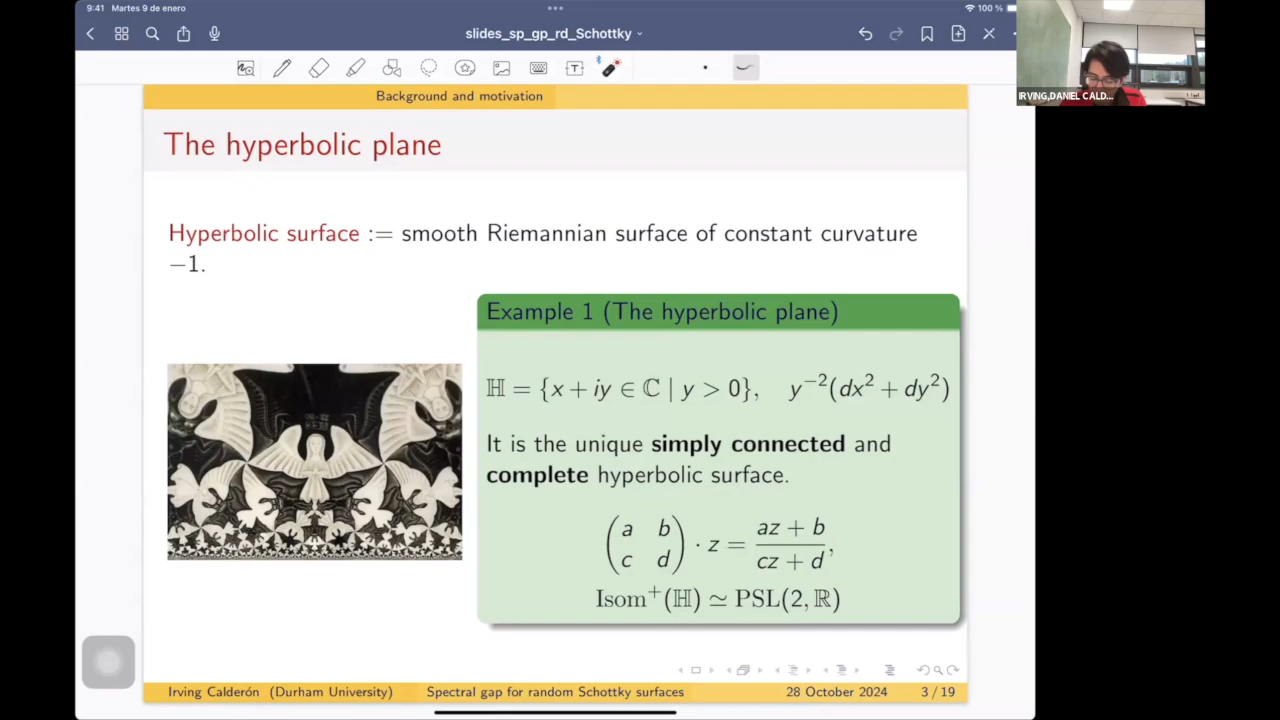 9:41 Martes 9 de enero
100 %
slides_sp_gp_rd_Schottky
IRVING,DANIEL CALD...
Background and motivation
The hyperbolic plane
Hyperbolic surface := smooth Riemannian surface of constant curvature
−1.
Example 1 (The hyperbolic plane)
ℍ = {x + iy ∈ ℂ | y > 0}, y⁻²(dx² + dy²)
It is the unique simply connected and
complete hyperbolic surface.
(a b
c d) · z = (az + b)/(cz + d),
Isom⁺(ℍ) ≃ PSL(2, ℝ)
Irving Calderón (Durham University) Spectral gap for random Schottky surfaces 28 October 2024 3 / 19